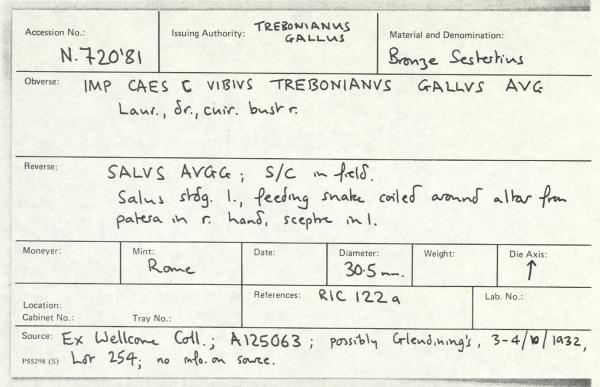 Accession No.:
N.720'81
Issuing Authority: TREBONIANUS
GALLUS
Material and Denomination:
Bronze Sestertius
Obverse: IMP CAES C VIBIVS TREBONIANVS GALLVS AVG
Laur., dr., cuir. bust r.
Reverse: SALVS AVGG; S/C in field.
Salus stdg. l., feeding snake coiled around altar from
patera in r. hand, sceptre in l.
Moneyer:
Mint:
Rome
Date:
Diameter:
30.5 mm.
Weight:
Die Axis:
↑
Location:
Cabinet No.: Tray No.:
References: RIC 122a
Lab. No.:
Source: Ex Wellcome Coll.; A125063; possibly Glendining's, 3-4/10/1932,
P55298 (S) Lot 254; no info. on source.